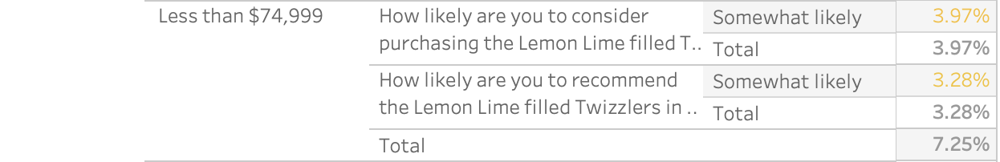 Less than $74,999
How likely are you to consider
purchasing the Lemon Lime filled T..
Somewhat likely 3.97%
Total 3.97%
How likely are you to recommend
the Lemon Lime filled Twizzlers in ..
Somewhat likely 3.28%
Total 3.28%
Total 7.25%